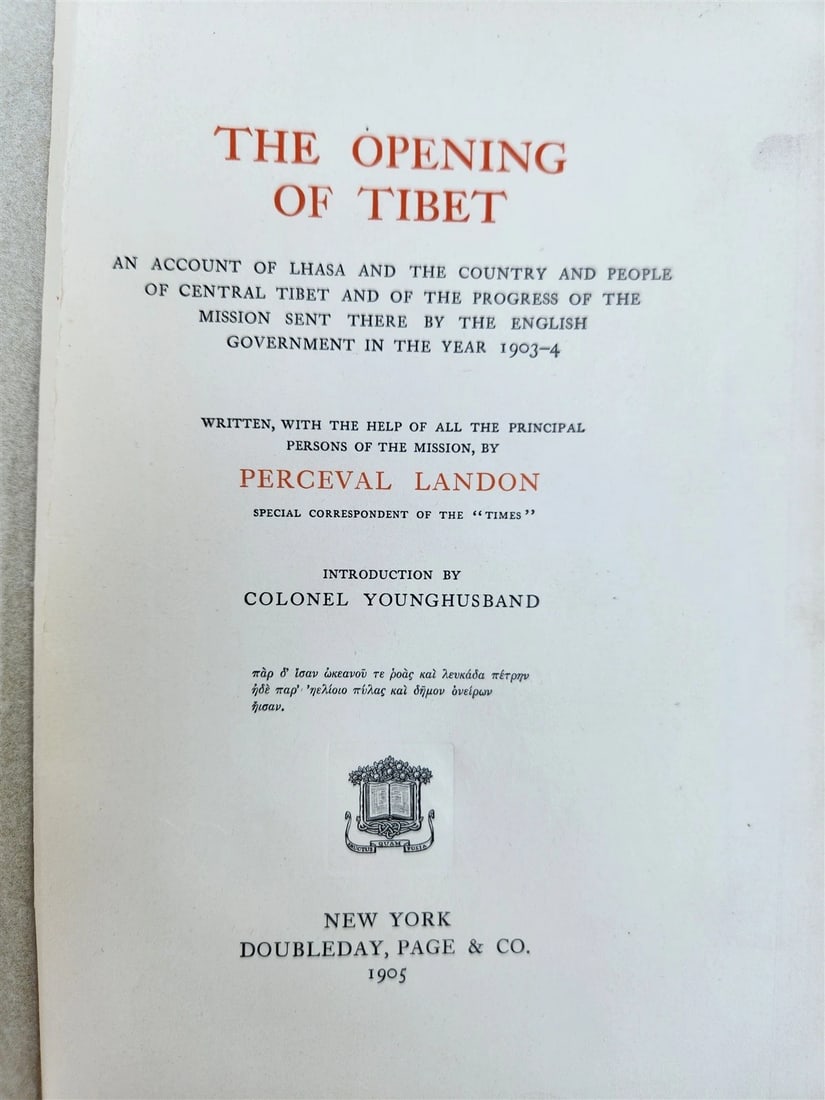 THE OPENING
OF TIBET
AN ACCOUNT OF LHASA AND THE COUNTRY AND PEOPLE
OF CENTRAL TIBET AND OF THE PROGRESS OF THE
MISSION SENT THERE BY THE ENGLISH
GOVERNMENT IN THE YEAR 1903–4
WRITTEN, WITH THE HELP OF ALL THE PRINCIPAL
PERSONS OF THE MISSION, BY
PERCEVAL LANDON
SPECIAL CORRESPONDENT OF THE “TIMES”
INTRODUCTION BY
COLONEL YOUNGHUSBAND
πὰρ δ’ ἴσαν ὠκεανοῦ τε ῥοὰς καὶ λευκάδα πέτρην
ἠδὲ παρ’ ’ηελίοιο πύλας καὶ δῆμον ὀνείρων
ἤισαν.
FRUCTUS QUAM FOLIA
NEW YORK
DOUBLEDAY, PAGE & CO.
1905